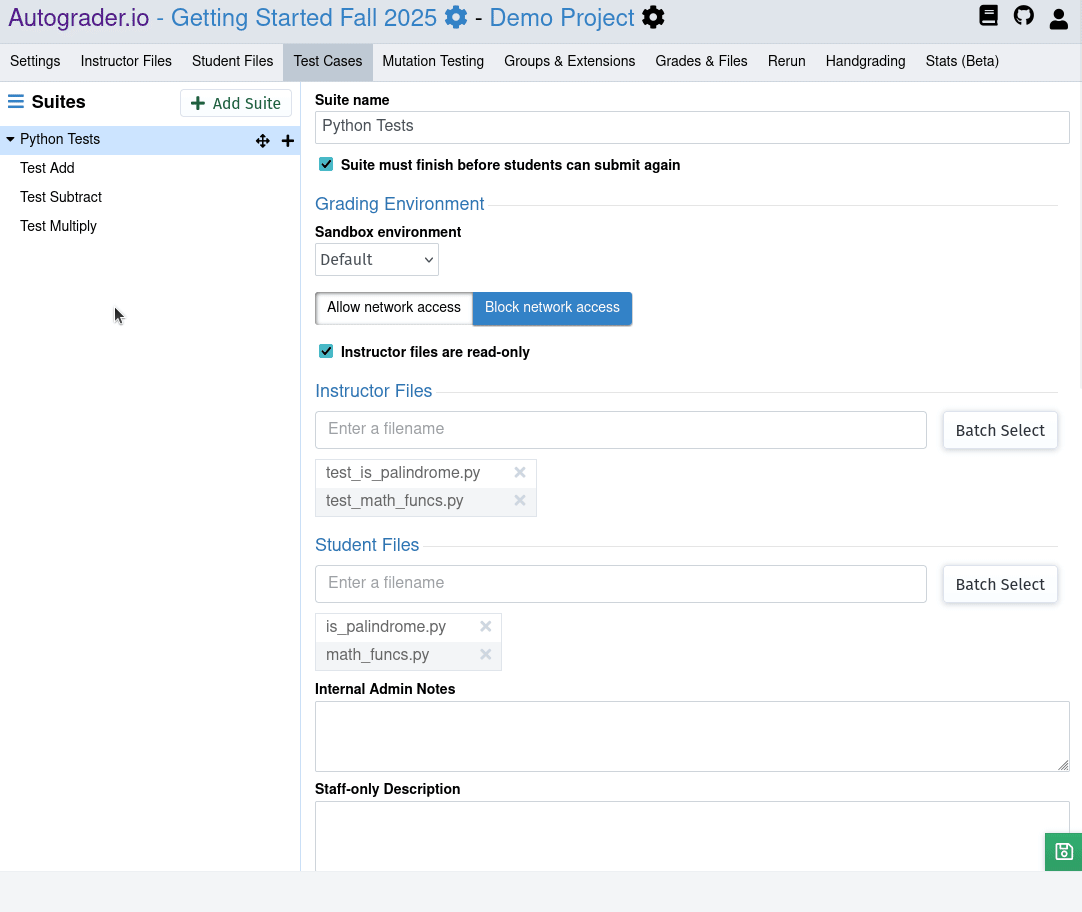 Autograder.io - Getting Started Fall 2025 - Demo Project
Settings Instructor Files Student Files Test Cases Mutation Testing Groups & Extensions Grades & Files Rerun Handgrading Stats (Beta)
Suites
Add Suite
Python Tests
Test Add
Test Subtract
Test Multiply
Suite name
Python Tests
Suite must finish before students can submit again
Grading Environment
Sandbox environment
Default
Allow network access Block network access
Instructor files are read-only
Instructor Files
Enter a filename
Batch Select
test_is_palindrome.py
test_math_funcs.py
Student Files
Enter a filename
Batch Select
is_palindrome.py
math_funcs.py
Internal Admin Notes
Staff-only Description